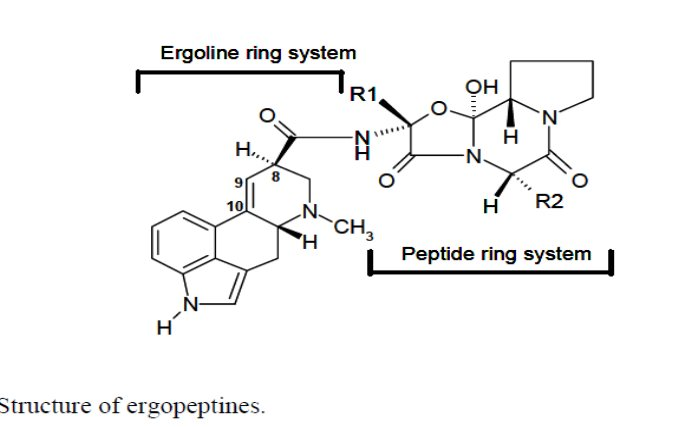 Ergoline ring system
R1
OH
O
O
H
N
H
N
H
9
8
O
N
O
10
N
CH3
H
R2
H
Peptide ring system
N
H
Structure of ergopeptines.